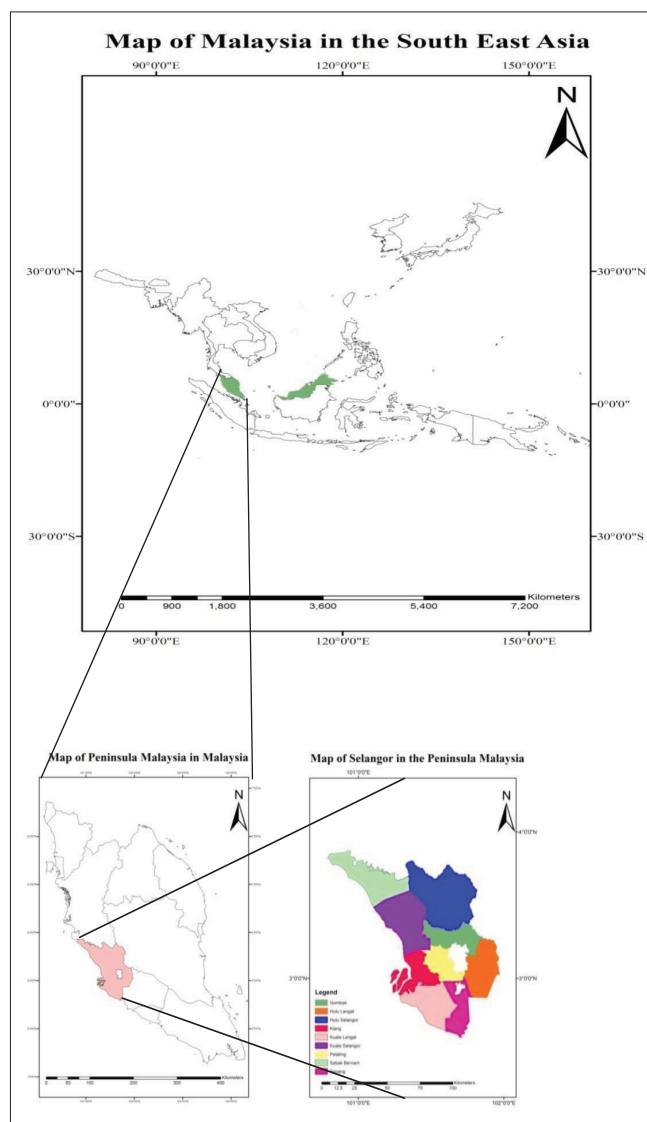 Map of Malaysia in the South East Asia
90°0'0"E 120°0'0"E 150°0'0"E
N
30°0'0"N 30°0'0"N
0°0'0" 0°0'0"
30°0'0"S 30°0'0"S
Kilometers
0 900 1,800 3,600 5,400 7,200
90°0'0"E 120°0'0"E 150°0'0"E
Map of Peninsula Malaysia in Malaysia
N
Kilometers
0 50 100 200 300 400
Map of Selangor in the Peninsula Malaysia
101°0'0"E
N
4°0'0"N
3°0'0"N 3°0'0"N
Legend
Gombak
Hulu Langat
Hulu Selangor
Klang
Kuala Langat
Kuala Selangor
Petaling
Sabak Bernam
Kilometers
0 12.5 25 50 75 100
101°0'0"E 102°0'0"E